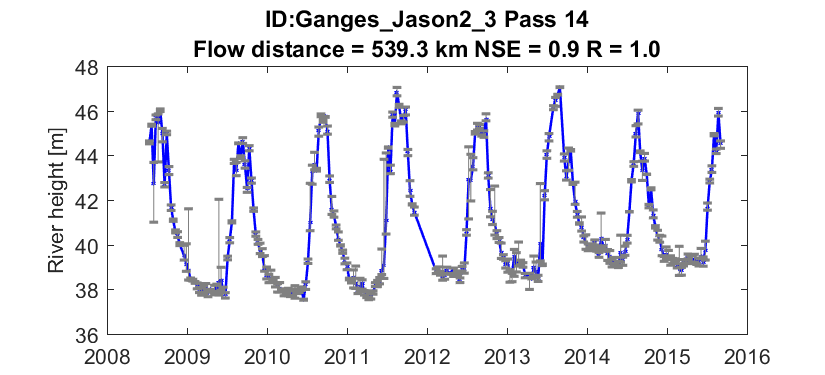 ID:Ganges_Jason2_3 Pass 14
Flow distance = 539.3 km NSE = 0.9 R = 1.0
48
46
44
42
40
38
36
River height [m]
2008 2009 2010 2011 2012 2013 2014 2015 2016